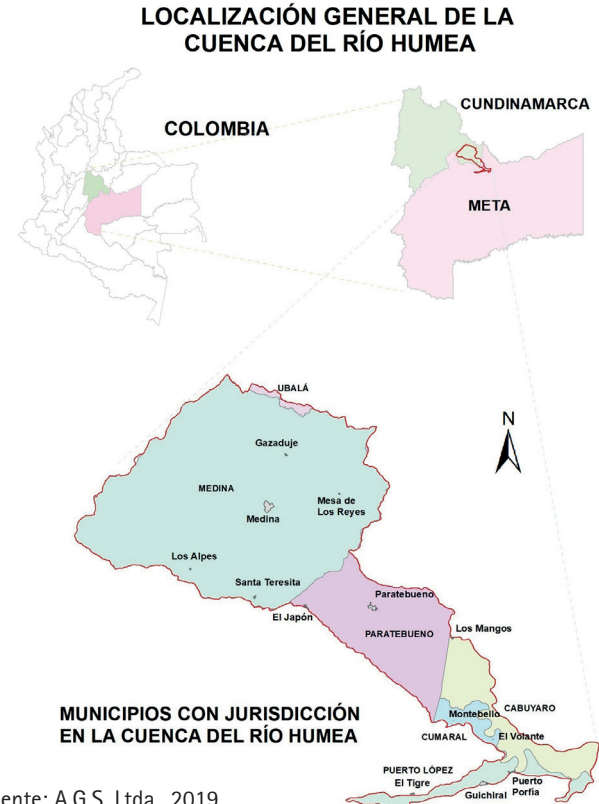 LOCALIZACIÓN GENERAL DE LA
CUENCA DEL RÍO HUMEA
COLOMBIA
CUNDINAMARCA
META
N
UBALÁ
Gazaduje
MEDINA
Medina
Mesa de
Los Reyes
Los Alpes
Santa Teresita
El Japón
Paratebueno
PARATEBUENO
Los Mangos
MUNICIPIOS CON JURISDICCIÓN
EN LA CUENCA DEL RÍO HUMEA
Montebello
CABUYARO
CUMARAL
El Volante
PUERTO LÓPEZ
El Tigre
Guichiral
Puerto
Porfía
ente: A.G.S. Ltda., 2019